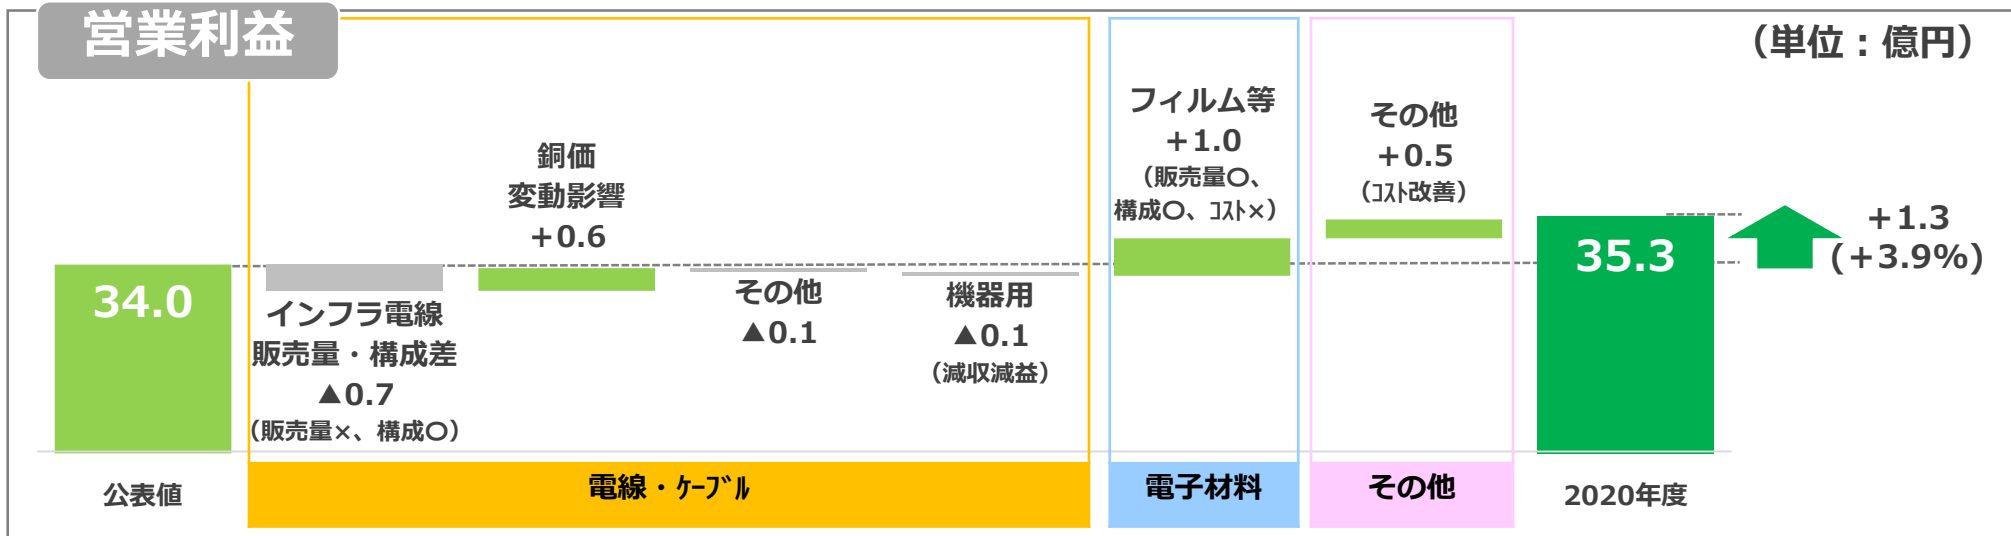 営業利益
（単位：億円）
34.0
公表値
インフラ電線
販売量・構成差
▲0.7
（販売量×、構成〇）
銅価
変動影響
＋0.6
その他
▲0.1
機器用
▲0.1
（減収減益）
電線・ｹｰﾌﾞﾙ
フィルム等
＋1.0
（販売量〇、
構成〇、ｺｽﾄ×）
電子材料
その他
＋0.5
（ｺｽﾄ改善）
その他
35.3
2020年度
＋1.3
(＋3.9%)